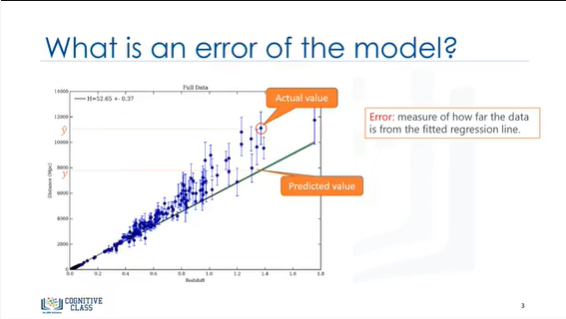 What is an error of the model?
Full Data
H=52.65 +- 0.37
Actual value
Error: measure of how far the data
is from the fitted regression line.
14000
12000
ŷ
10000
8000
y
Predicted value
6000
4000
2000
0
Distance (Mpc)
0.0 0.2 0.4 0.6 0.8 1.0 1.2 1.4 1.6 1.8
Redshift
COGNITIVE
CLASS
3